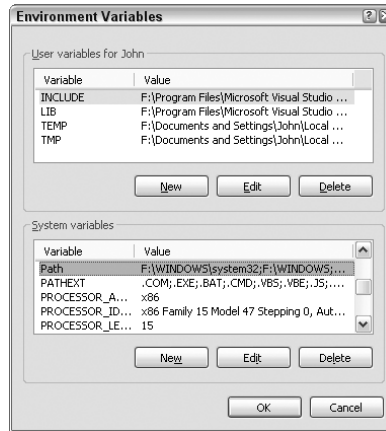 Environment Variables
User variables for John
Variable Value
INCLUDE F:\Program Files\Microsoft Visual Studio ...
LIB F:\Program Files\Microsoft Visual Studio ...
TEMP F:\Documents and Settings\John\Local ...
TMP F:\Documents and Settings\John\Local ...
New Edit Delete
System variables
Variable Value
Path F:\WINDOWS\system32;F:\WINDOWS;...
PATHEXT .COM;.EXE;.BAT;.CMD;.VBS;.VBE;.JS;....
PROCESSOR_A... x86
PROCESSOR_ID... x86 Family 15 Model 47 Stepping 0, Aut...
PROCESSOR_LE... 15
New Edit Delete
OK Cancel